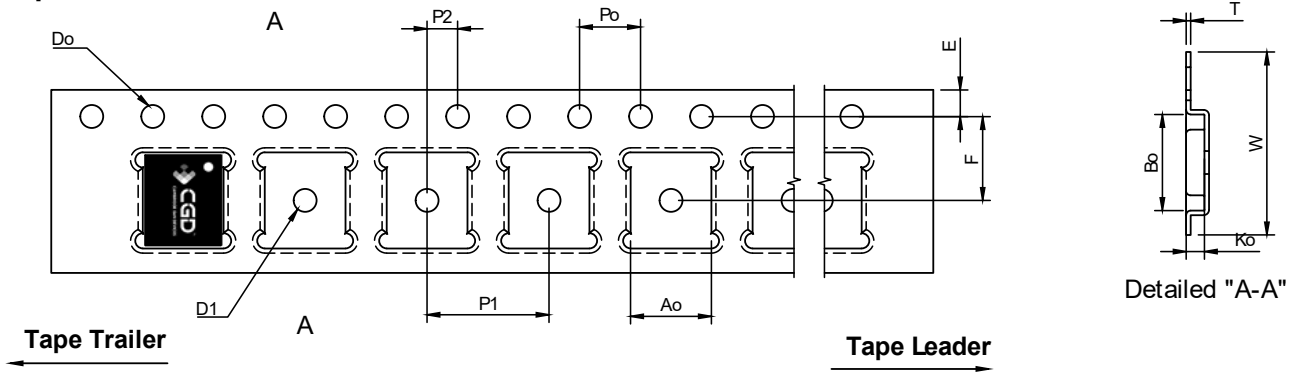 A
P2
Po
Do
E
F
D1
P1
Ao
A
CGD
Tape Trailer
Tape Leader
T
Bo
W
Ko
Detailed "A-A"